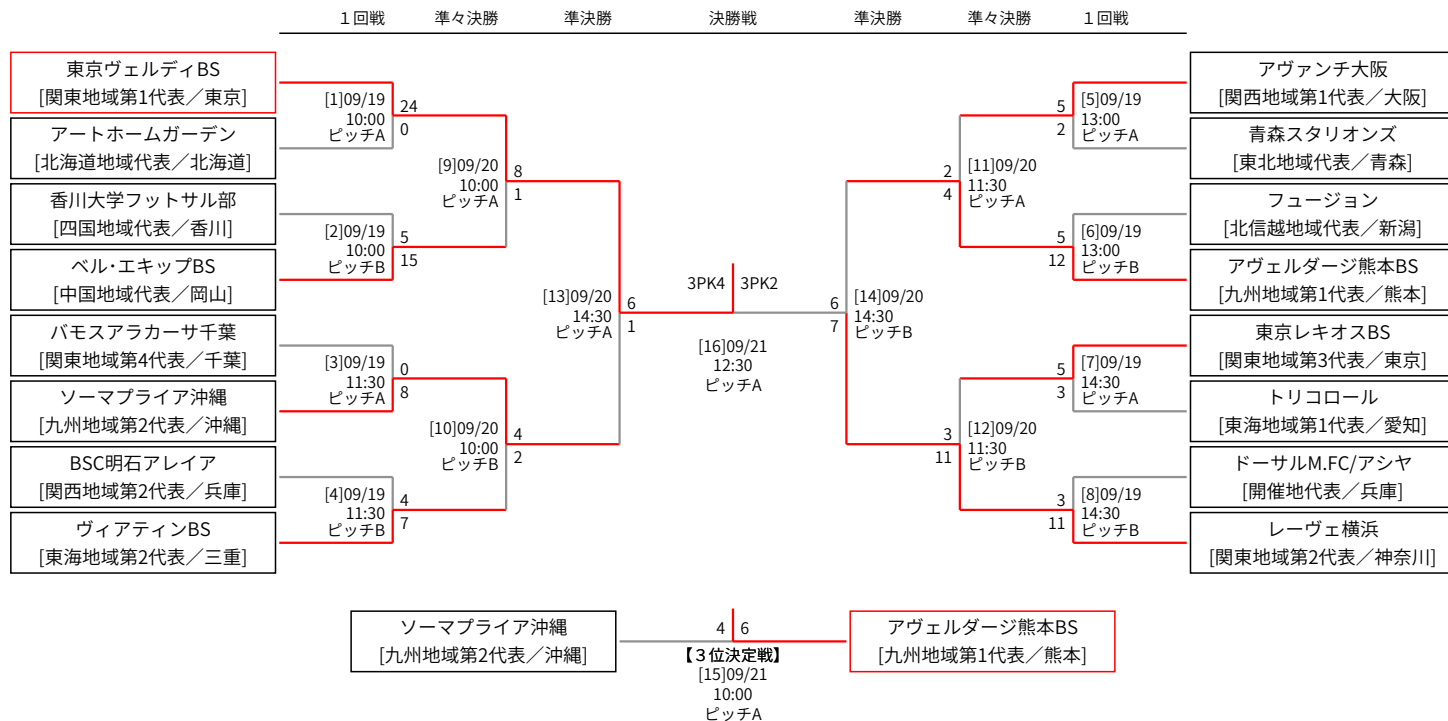 １回戦
準々決勝
準決勝
決勝戦
準決勝
準々決勝
１回戦
東京ヴェルディBS
[関東地域第1代表／東京]
アートホームガーデン
[北海道地域代表／北海道]
香川大学フットサル部
[四国地域代表／香川]
ベル・エキップBS
[中国地域代表／岡山]
バモスアラカーサ千葉
[関東地域第4代表／千葉]
ソーマプライア沖縄
[九州地域第2代表／沖縄]
BSC明石アレイア
[関西地域第2代表／兵庫]
ヴィアティンBS
[東海地域第2代表／三重]
[1]09/19
10:00
ピッチA
24
0
[2]09/19
10:00
ピッチB
5
15
[3]09/19
11:30
ピッチA
0
8
[4]09/19
11:30
ピッチB
4
7
[9]09/20
10:00
ピッチA
8
1
[10]09/20
10:00
ピッチB
4
2
[13]09/20
14:30
ピッチA
6
1
3PK4
3PK2
[16]09/21
12:30
ピッチA
6
7
[14]09/20
14:30
ピッチB
2
4
[11]09/20
11:30
ピッチA
3
11
[12]09/20
11:30
ピッチB
5
2
[5]09/19
13:00
ピッチA
5
12
[6]09/19
13:00
ピッチB
5
3
[7]09/19
14:30
ピッチA
3
11
[8]09/19
14:30
ピッチB
アヴァンチ大阪
[関西地域第1代表／大阪]
青森スタリオンズ
[東北地域代表／青森]
フュージョン
[北信越地域代表／新潟]
アヴェルダージ熊本BS
[九州地域第1代表／熊本]
東京レキオスBS
[関東地域第3代表／東京]
トリコロール
[東海地域第1代表／愛知]
ドーサルM.FC/アシヤ
[開催地代表／兵庫]
レーヴェ横浜
[関東地域第2代表／神奈川]
ソーマプライア沖縄
[九州地域第2代表／沖縄]
4
6
【３位決定戦】
[15]09/21
10:00
ピッチA
アヴェルダージ熊本BS
[九州地域第1代表／熊本]